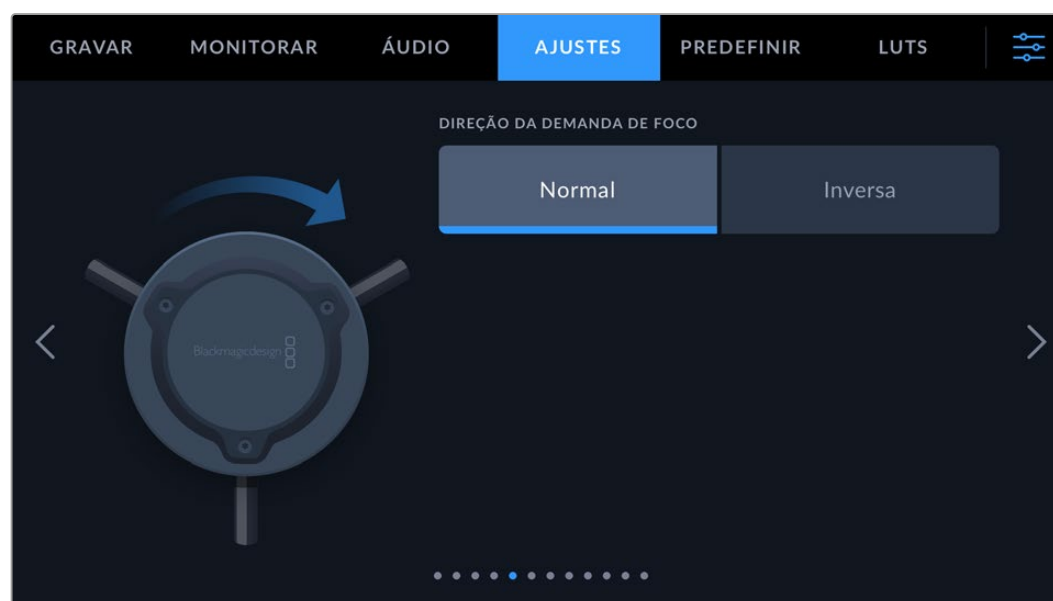 GRAVAR MONITORAR ÁUDIO AJUSTES PREDEFINIR LUTS
DIREÇÃO DA DEMANDA DE FOCO
Normal Inversa
Blackmagicdesign